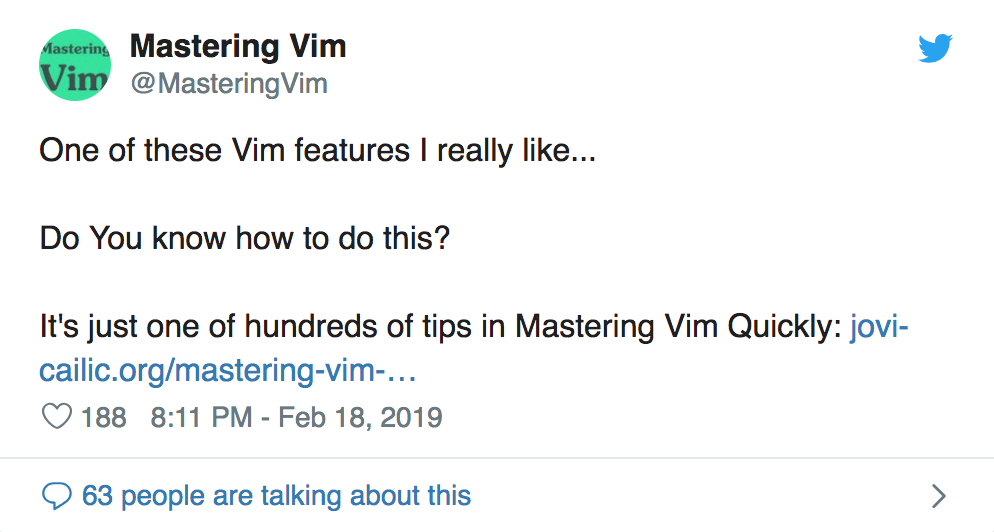 Mastering
Vim
Mastering Vim
@MasteringVim
One of these Vim features I really like...
Do You know how to do this?
It's just one of hundreds of tips in Mastering Vim Quickly: jovi-
cailic.org/mastering-vim-…
188 8:11 PM - Feb 18, 2019
63 people are talking about this